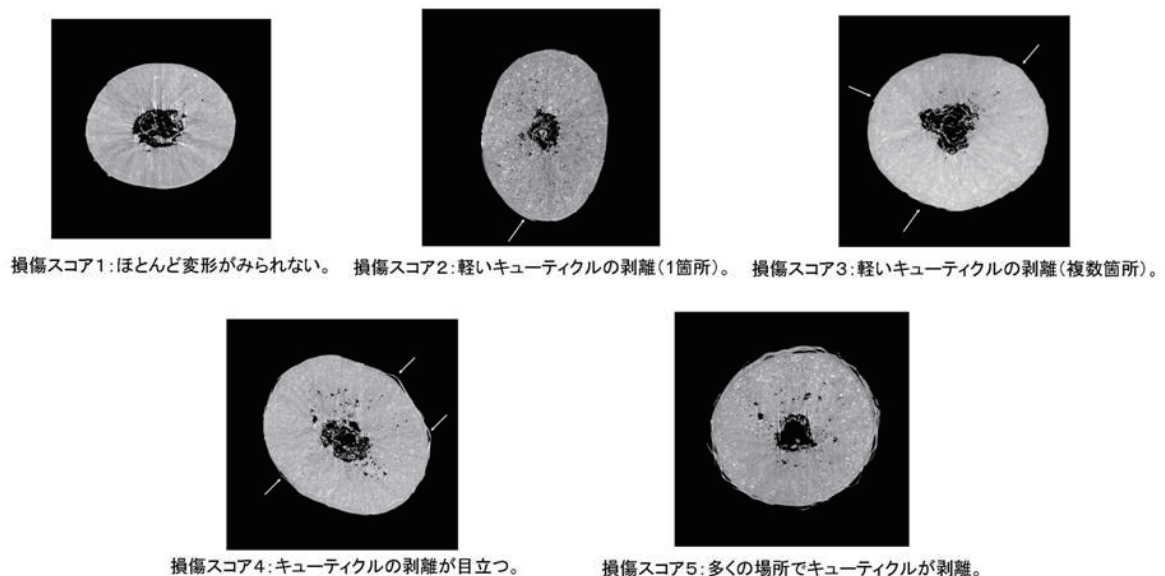 損傷スコア1:ほとんど変形がみられない。
損傷スコア2:軽いキューティクルの剥離(1箇所)。
損傷スコア3:軽いキューティクルの剥離(複数箇所)。
損傷スコア4:キューティクルの剥離が目立つ。
損傷スコア5:多くの場所でキューティクルが剥離。